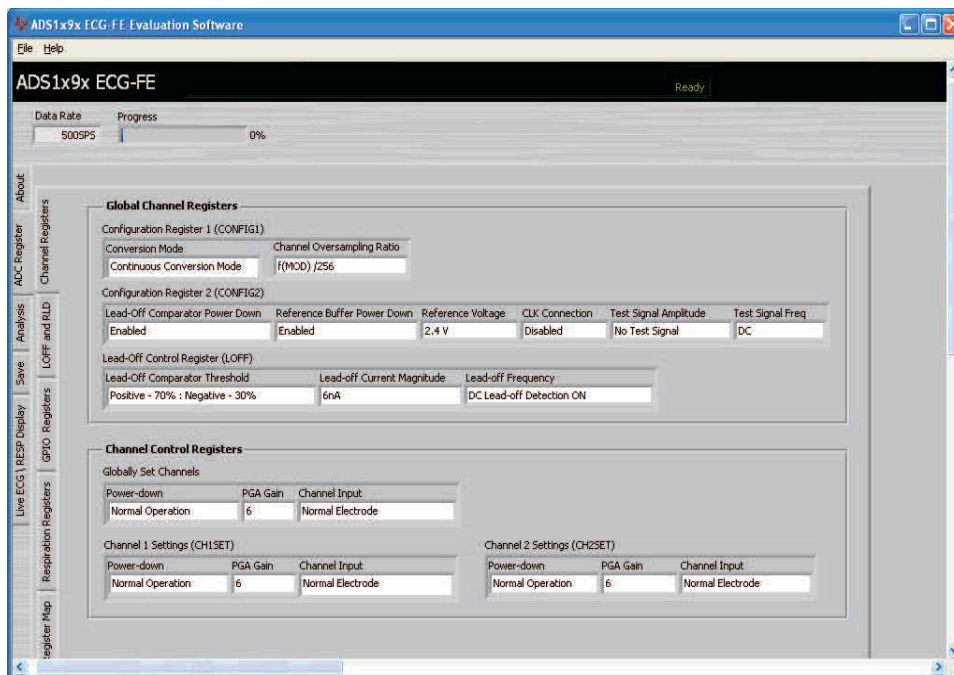 ADS1x9x ECG-FE Evaluation Software
File Help
ADS1x9x ECG-FE
Ready
Data Rate Progress
500SPS 0%
About
ADC Register
Analysis
Save
Live ECG \ RESP Display
Channel Registers
LOFF and RLD
GPIO Registers
Respiration Registers
Register Map
Global Channel Registers
Configuration Register 1 (CONFIG1)
Conversion Mode Channel Oversampling Ratio
Continuous Conversion Mode f(MOD) /256
Configuration Register 2 (CONFIG2)
Lead-Off Comparator Power Down Reference Buffer Power Down Reference Voltage CLK Connection Test Signal Amplitude Test Signal Freq
Enabled Enabled 2.4 V Disabled No Test Signal DC
Lead-Off Control Register (LOFF)
Lead-Off Comparator Threshold Lead-off Current Magnitude Lead-off Frequency
Positive - 70% : Negative - 30% 6nA DC Lead-off Detection ON
Channel Control Registers
Globally Set Channels
Power-down PGA Gain Channel Input
Normal Operation 6 Normal Electrode
Channel 1 Settings (CH1SET) Channel 2 Settings (CH2SET)
Power-down PGA Gain Channel Input Power-down PGA Gain Channel Input
Normal Operation 6 Normal Electrode Normal Operation 6 Normal Electrode